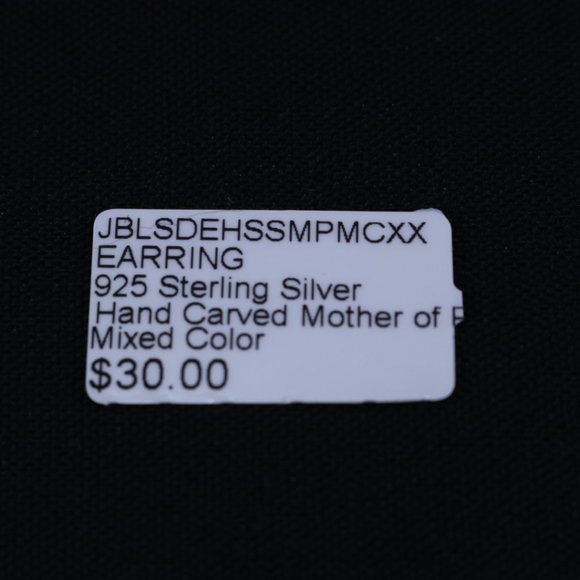 JBLSDEHSSMPMCXX
EARRING
925 Sterling Silver
Hand Carved Mother of
Mixed Color
$30.00